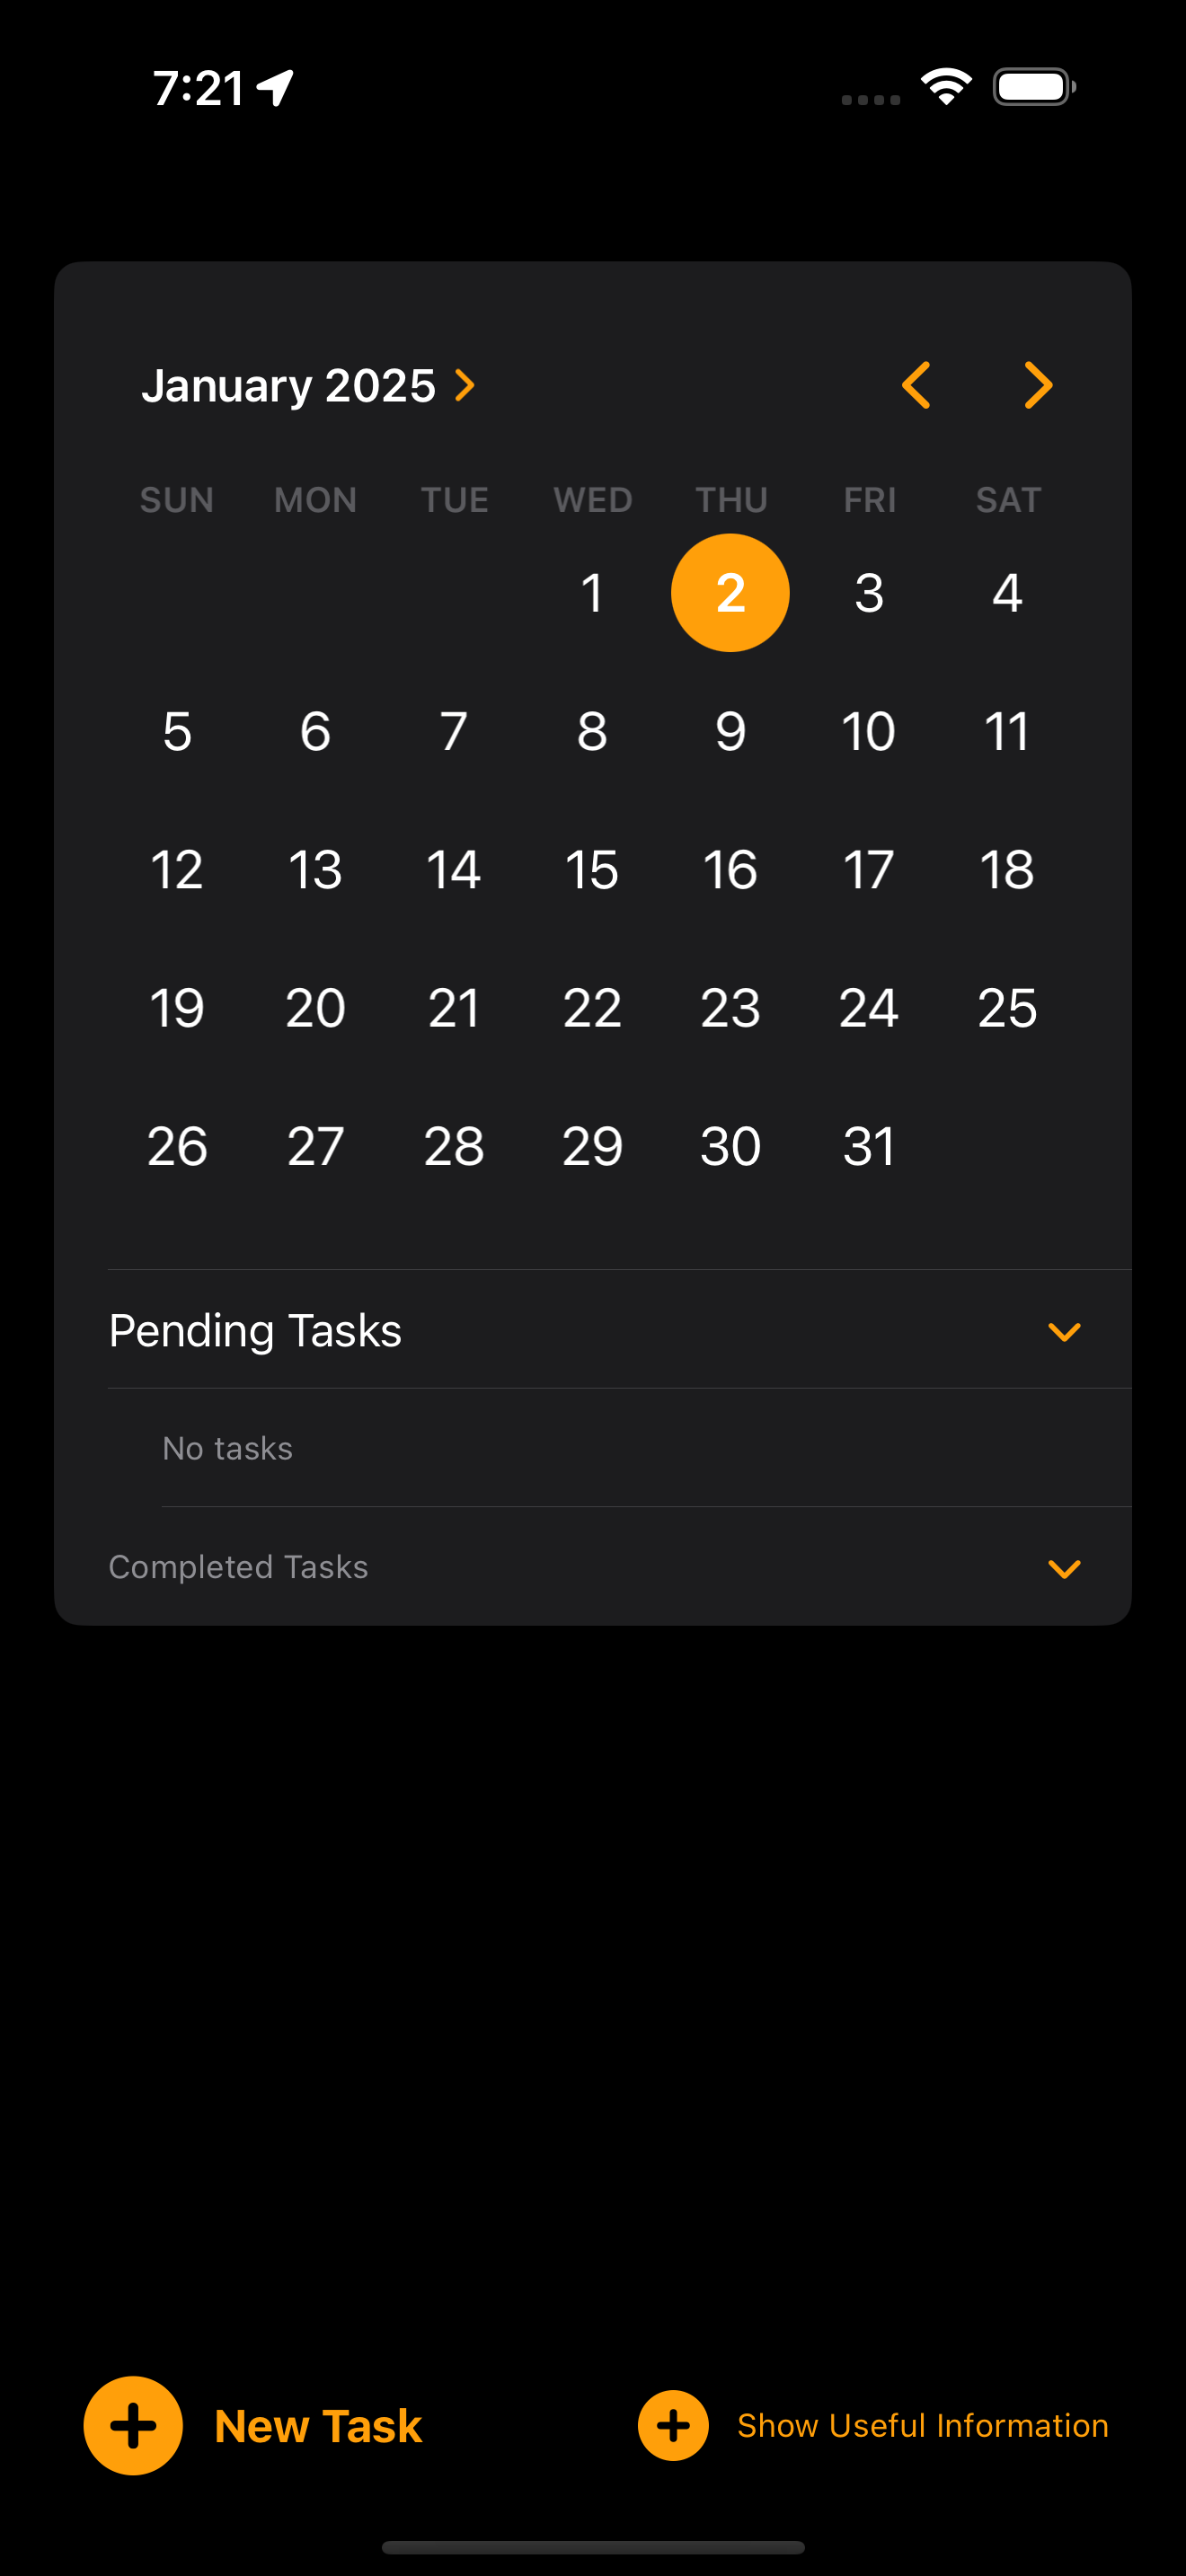 7:21
January 2025
SUN MON TUE WED THU FRI SAT
1 2 3 4
5 6 7 8 9 10 11
12 13 14 15 16 17 18
19 20 21 22 23 24 25
26 27 28 29 30 31
Pending Tasks
No tasks
Completed Tasks
New Task Show Useful Information